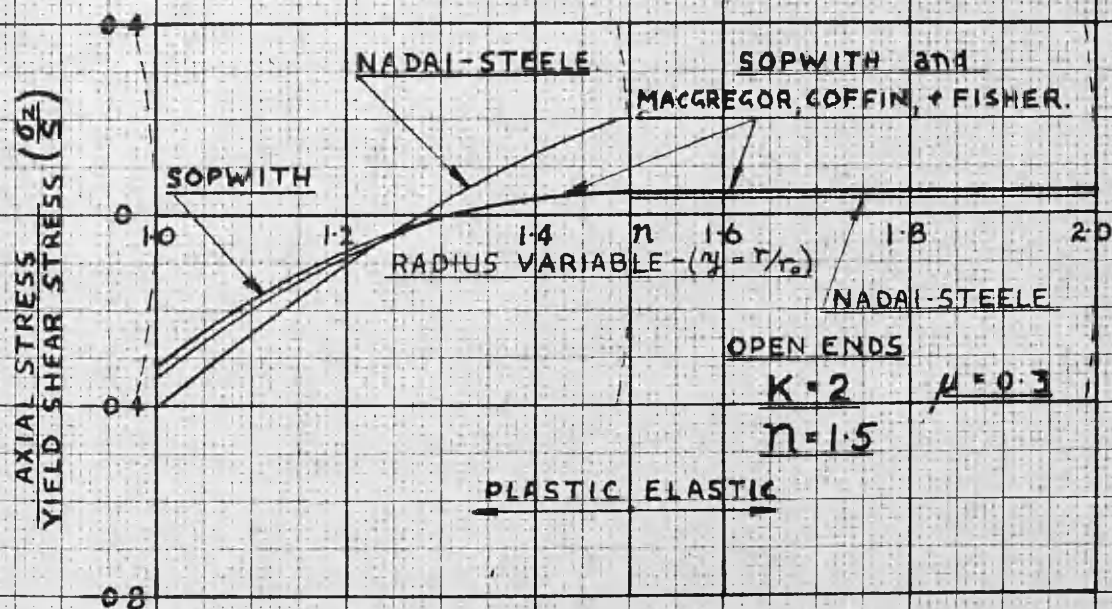 0.4
NADAI-STEELE
SOPWITH and
MACGREGOR, COFFIN, + FISHER.
SOPWITH
AXIAL STRESS
YIELD SHEAR STRESS (σz/S)
0
1.0
1.2
1.4
n
1.6
1.8
2.0
RADIUS VARIABLE - (y = r/r₀)
NADAI-STEELE
OPEN ENDS
K = 2
μ = 0.3
n = 1.5
-0.4
PLASTIC ELASTIC
-0.8